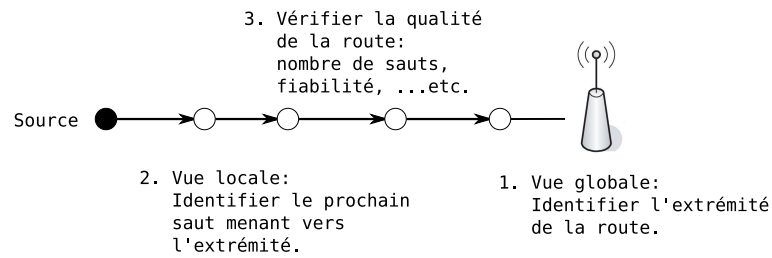 3. Vérifier la qualité
de la route:
nombre de sauts,
fiabilité, ...etc.
Source
2. Vue locale:
Identifier le prochain
saut menant vers
l'extrémité.
1. Vue globale:
Identifier l'extrémité
de la route.